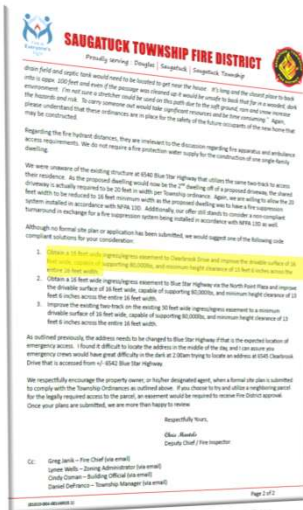 SAUGATUCK TOWNSHIP FIRE DISTRICT
Proudly serving: Douglas | Saugatuck | Saugatuck Township
drain field and septic tank would need to be located to get near the house. It's long and the closest place to back
into is appx. 100 feet and even if the passage was cleaned up it would be unsafe to back that far in a wooded, dark
environment. I'm not sure a stretcher could be used on this path due to the soft ground, rain and snow increase
the hazards and risk. To carry someone out would take significant resources and be time consuming. Again,
please understand that these ordinances are in place for the safety of the future occupants of the new home that
may be constructed.
Regarding the fire hydrant distances, they are irrelevant to the discussion regarding fire apparatus and ambulance
access requirements. We do not require a fire protection water supply for the construction of one single family
dwelling.
We were unaware of the existing structure at 6540 Blue Star Highway that utilizes the same two-track to access
their residence. As the proposed dwelling would now be the 2nd dwelling off of a proposed driveway, the shared
driveway is actually required to be 20 feet in width per Township ordinance. Again, we are willing to allow the 20
feet width to be reduced to 16 feet minimum width to the proposed dwelling if you were to have a fire suppression
system installed in accordance with NFPA 13D. Additionally, our offer still stands to consider a non-compliant
turnaround in exchange for a fire suppression system being installed in accordance with NFPA 13D as well.
Although no formal site plan or application has been submitted, we would suggest one of the following code
compliant solutions for your consideration:
1. Obtain a 16 feet wide ingress/egress easement to Clearbrook Drive and improve the drivable surface of 16
feet wide, capable of supporting 80,000lbs, and minimum height clearance of 13 feet 6 inches across the
entire 16 feet width.
2. Obtain a 16 feet wide ingress/egress easement to Blue Star Highway via the North Point Plaza and improve
the drivable surface of 16 feet wide, capable of supporting 80,000lbs, and minimum height clearance of 13
feet 6 inches across the entire 16 feet width.
3. Improve the existing two-track on the existing 50 feet wide ingress/egress easement to a minimum
drivable surface of 16 feet wide, capable of supporting 80,000lbs, and minimum height clearance of 13
feet 6 inches across the entire 16 feet width.
As outlined previously, the address needs to be changed to Blue Star Highway if that is the expected location of
emergency access. I found it difficult to locate the address in the middle of the day, and I can assure you
emergency crews would have great difficulty in the dark at 2:00am trying to locate an address at 6545 Clearbrook
Drive that is accessed from +/- 6542 Blue Star Highway.
We respectfully encourage the property owner, or his/her designated agent, when a formal site plan is submitted
to comply with the Township Ordinances as outlined above. If you choose to try and utilize a neighboring parcel
for the legally required access to the parcel, an easement would be required to receive Fire District approval.
Once your plans are submitted, we are more than happy to review.
Respectfully Yours,
Chris Mantels
Deputy Chief / Fire Inspector
Cc: Greg Janik – Fire Chief (via email)
Lynee Wells – Zoning Administrator (via email)
Cindy Osman – Building Official (via email)
Daniel DeFranco – Township Manager (via email)
Page 2 of 2